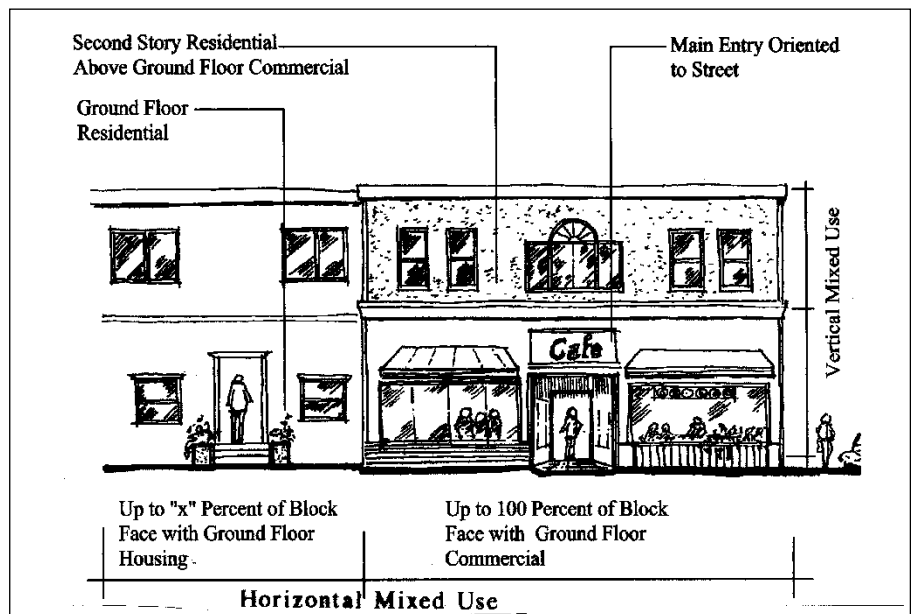 Second Story Residential
Above Ground Floor Commercial
Main Entry Oriented
to Street
Ground Floor
Residential
Vertical Mixed Use
Cafe
Up to "x" Percent of Block
Face with Ground Floor
Housing
Up to 100 Percent of Block
Face with Ground Floor
Commercial
Horizontal Mixed Use